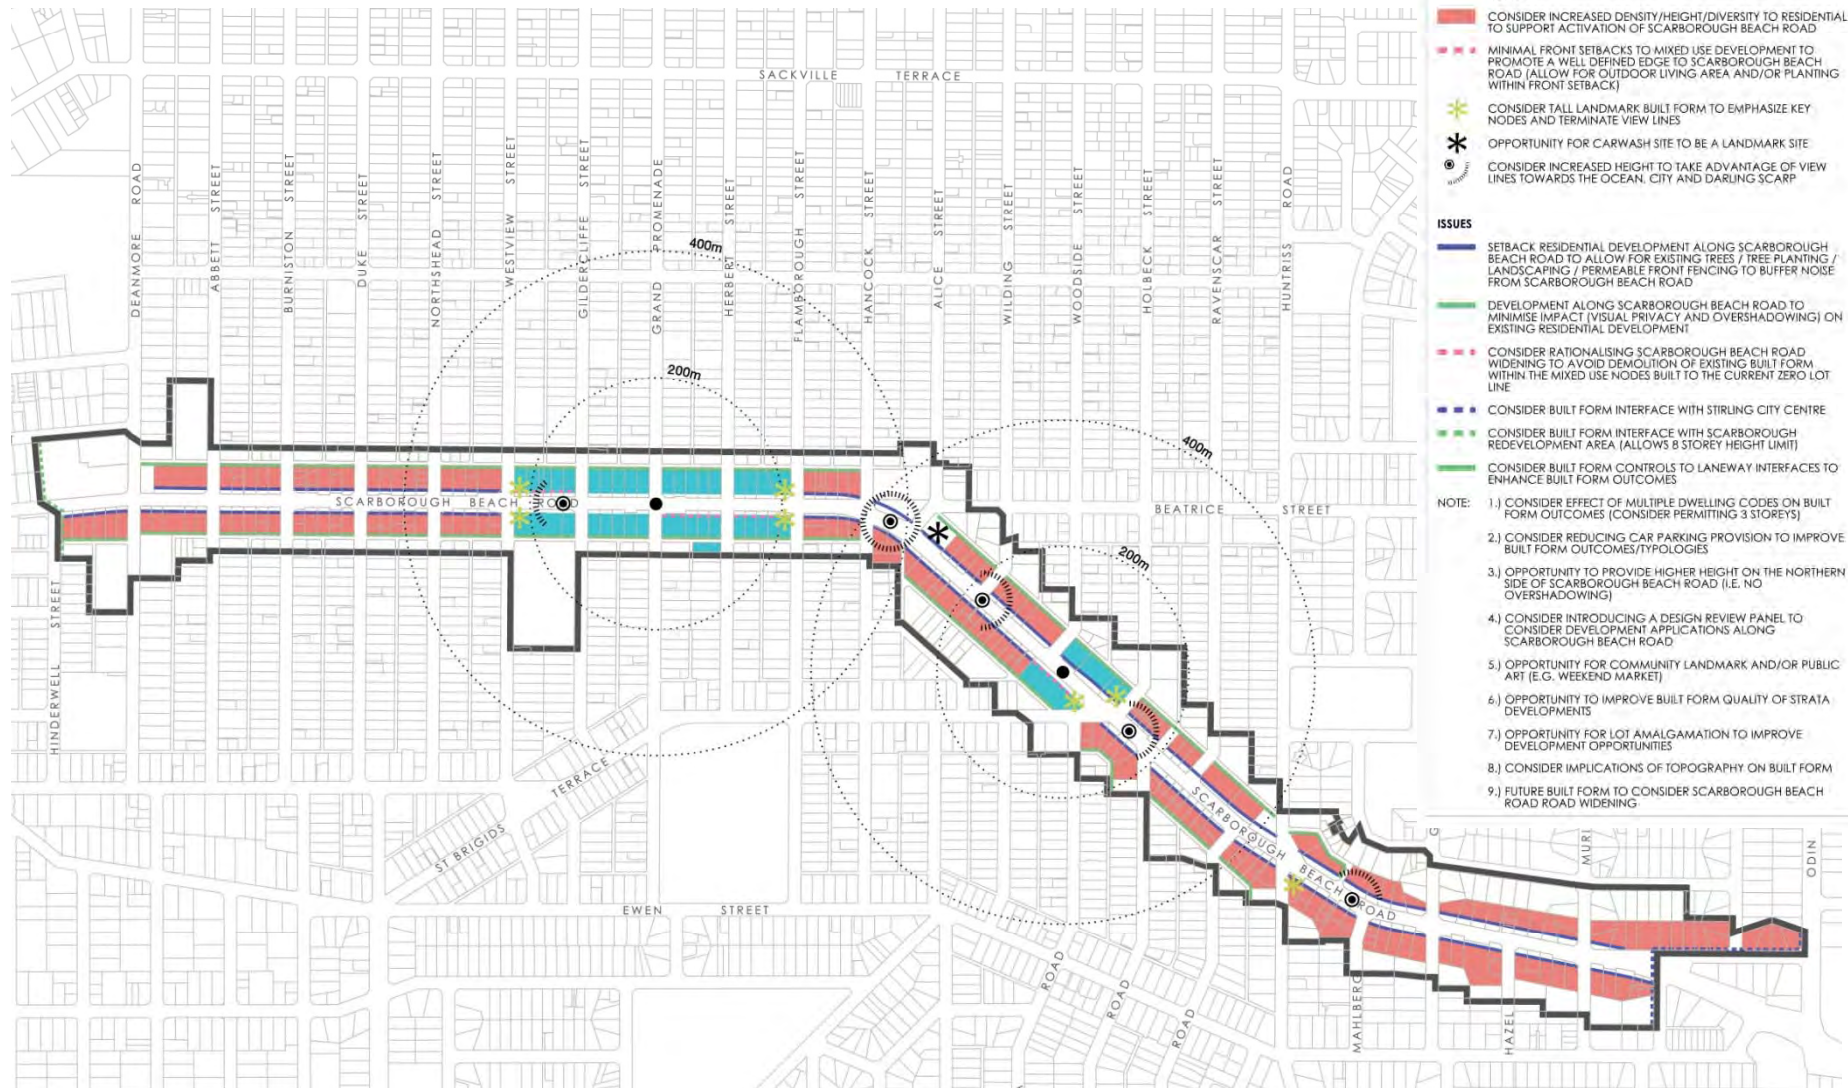 CONSIDER INCREASED DENSITY/HEIGHT/DIVERSITY TO RESIDENTIAL
TO SUPPORT ACTIVATION OF SCARBOROUGH BEACH ROAD
MINIMAL FRONT SETBACKS TO MIXED USE DEVELOPMENT TO
PROMOTE A WELL DEFINED EDGE TO SCARBOROUGH BEACH
ROAD (ALLOW FOR OUTDOOR LIVING AREA AND/OR PLANTING
WITHIN FRONT SETBACK)
CONSIDER TALL LANDMARK BUILT FORM TO EMPHASIZE KEY
NODES AND TERMINATE VIEW LINES
OPPORTUNITY FOR CARWASH SITE TO BE A LANDMARK SITE
CONSIDER INCREASED HEIGHT TO TAKE ADVANTAGE OF VIEW
LINES TOWARDS THE OCEAN, CITY AND DARLING SCARP
ISSUES
SETBACK RESIDENTIAL DEVELOPMENT ALONG SCARBOROUGH
BEACH ROAD TO ALLOW FOR EXISTING TREES / TREE PLANTING /
LANDSCAPING / PERMEABLE FRONT FENCING TO BUFFER NOISE
FROM SCARBOROUGH BEACH ROAD
DEVELOPMENT ALONG SCARBOROUGH BEACH ROAD TO
MINIMISE IMPACT (VISUAL PRIVACY AND OVERSHADOWING) ON
EXISTING RESIDENTIAL DEVELOPMENT
CONSIDER RATIONALISING SCARBOROUGH BEACH ROAD
WIDENING TO AVOID DEMOLITION OF EXISTING BUILT FORM
WITHIN THE MIXED USE NODES BUILT TO THE CURRENT ZERO LOT
LINE
CONSIDER BUILT FORM INTERFACE WITH STIRLING CITY CENTRE
CONSIDER BUILT FORM INTERFACE WITH SCARBOROUGH
REDEVELOPMENT AREA (ALLOWS 8 STOREY HEIGHT LIMIT)
CONSIDER BUILT FORM CONTROLS TO LANEWAY INTERFACES TO
ENHANCE BUILT FORM OUTCOMES
NOTE: 1.) CONSIDER EFFECT OF MULTIPLE DWELLING CODES ON BUILT
FORM OUTCOMES (CONSIDER PERMITTING 3 STOREYS)
2.) CONSIDER REDUCING CAR PARKING PROVISION TO IMPROVE
BUILT FORM OUTCOMES/TYPOLOGIES
3.) OPPORTUNITY TO PROVIDE HIGHER HEIGHT ON THE NORTHERN
SIDE OF SCARBOROUGH BEACH ROAD (I.E. NO
OVERSHADOWING)
4.) CONSIDER INTRODUCING A DESIGN REVIEW PANEL TO
CONSIDER DEVELOPMENT APPLICATIONS ALONG
SCARBOROUGH BEACH ROAD
5.) OPPORTUNITY FOR COMMUNITY LANDMARK AND/OR PUBLIC
ART (E.G. WEEKEND MARKET)
6.) OPPORTUNITY TO IMPROVE BUILT FORM QUALITY OF STRATA
DEVELOPMENTS
7.) OPPORTUNITY FOR LOT AMALGAMATION TO IMPROVE
DEVELOPMENT OPPORTUNITIES
8.) CONSIDER IMPLICATIONS OF TOPOGRAPHY ON BUILT FORM
9.) FUTURE BUILT FORM TO CONSIDER SCARBOROUGH BEACH
ROAD ROAD WIDENING
SACKVILLE TERRACE
DEANMORE ROAD
ABBETT STREET
BURNISTON STREET
DUKE STREET
NORTHSHEAD STREET
WESTVIEW STREET
GILDERCLIFFE STREET
GRAND PROMENADE
HERBERT STREET
FLAMBOROUGH STREET
HANCOCK STREET
ALICE STREET
WILDING STREET
WOODSIDE STREET
HOLBECK STREET
RAVENSCAR STREET
HUNTRISS ROAD
400m
200m
400m
200m
SCARBOROUGH BEACH ROAD
BEATRICE STREET
HINDERWELL STREET
ST BRIGIDS TERRACE
EWEN STREET
SCARBOROUGH BEACH ROAD
ROAD
ROAD
ROAD
MAHLBERG
HAZEL
G
MURI
ODIN